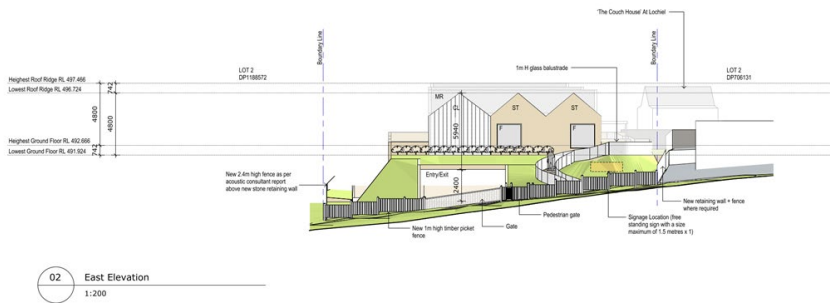 'The Couch House' At Lochiel
Boundary Line
Boundary Line
LOT 2
DP1188572
1m H glass balustrade
LOT 2
DP706131
Heighest Roof Ridge RL 497.466
Lowest Roof Ridge RL 496.724
742
4800
4800
MR
ST
ST
5940
F
F
Heighest Ground Floor RL 492.666
Lowest Ground Floor RL 491.924
742
New 2.4m high fence as per
acoustic consultant report
above new stone retaining wall
Entry/Exit
2400
New 1m high timber picket
fence
Gate
Pedestrian gate
Signage Location (free
standing sign with a size
maximum of 1.5 metres x 1)
New retaining wall + fence
where required
02
East Elevation
1:200